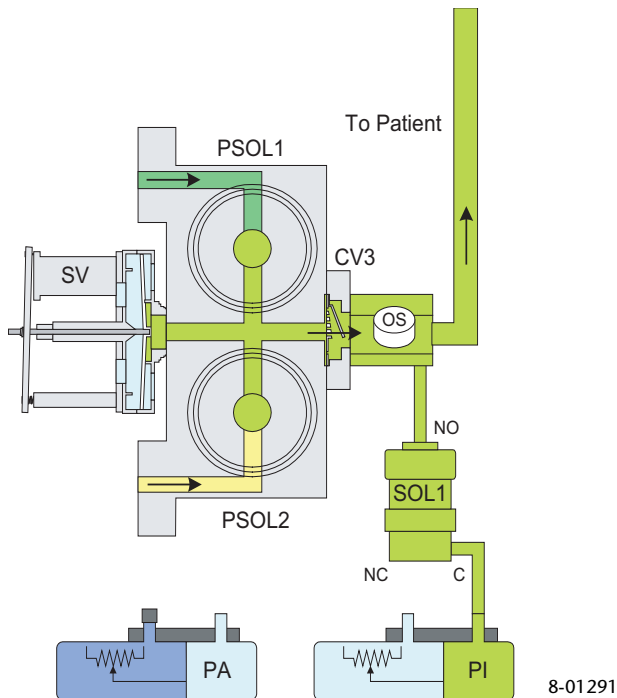 To Patient
PSOL1
CV3
SV
OS
NO
SOL1
PSOL2
NC
C
PA
PI
8-01291